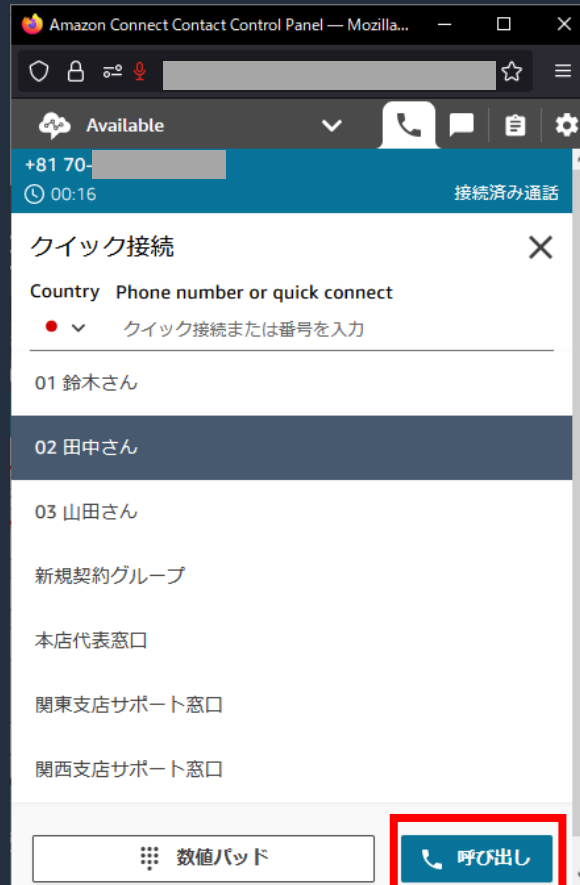 Amazon Connect Contact Control Panel — Mozilla...
Available
+81 70-
00:16 接続済み通話
クイック接続
Country Phone number or quick connect
クイック接続または番号を入力
01 鈴木さん
02 田中さん
03 山田さん
新規契約グループ
本店代表窓口
関東支店サポート窓口
関西支店サポート窓口
数値パッド 呼び出し